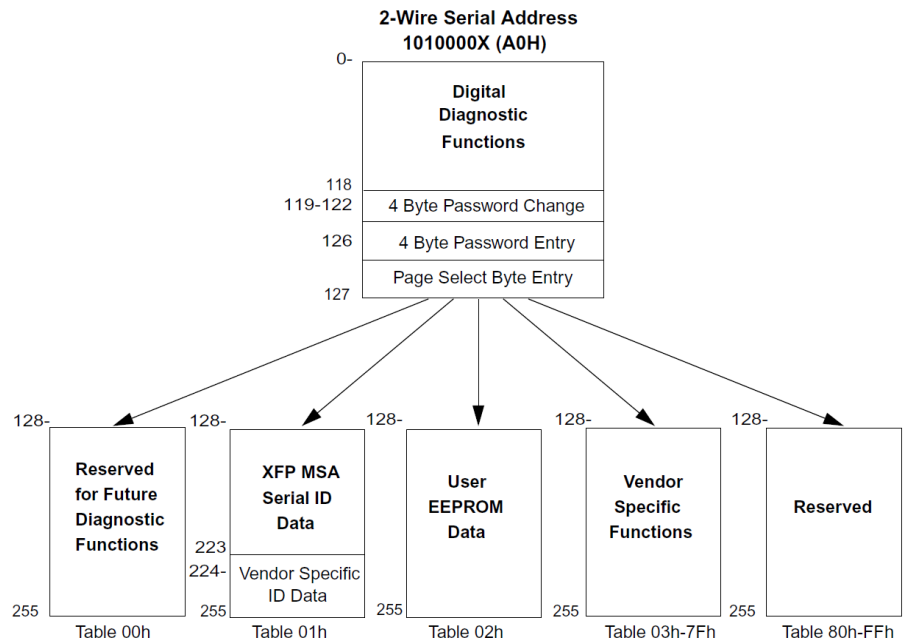 2-Wire Serial Address
1010000X (A0H)
0-
Digital
Diagnostic
Functions
118
119-122
4 Byte Password Change
126
4 Byte Password Entry
Page Select Byte Entry
127
128-
Reserved
for Future
Diagnostic
Functions
255
Table 00h
128-
XFP MSA
Serial ID
Data
223
224-
Vendor Specific
ID Data
255
Table 01h
128-
User
EEPROM
Data
255
Table 02h
128-
Vendor
Specific
Functions
255
Table 03h-7Fh
128-
Reserved
255
Table 80h-FFh